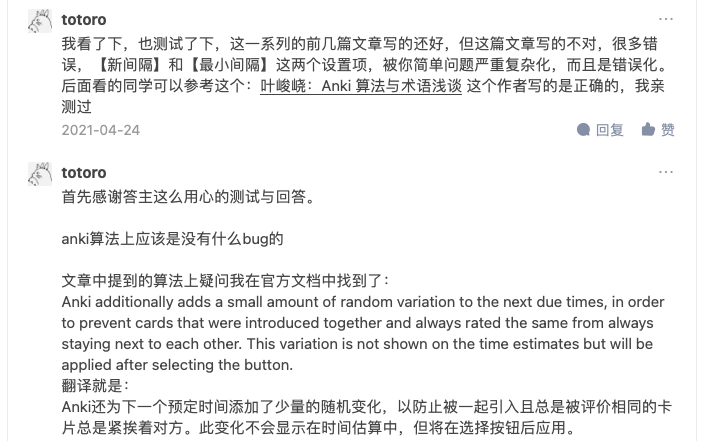 totoro
我看了下，也测试了下，这一系列的前几篇文章写的还好，但这篇文章写的不对，很多错
误，【新间隔】和【最小间隔】这两个设置项，被你简单问题严重复杂化，而且是错误化。
后面看的同学可以参考这个：叶峻峣：Anki 算法与术语浅谈 这个作者写的是正确的，我亲
测过
2021-04-24
回复
赞
totoro
首先感谢答主这么用心的测试与回答。
anki算法上应该是没有什么bug的
文章中提到的算法上疑问我在官方文档中找到了：
Anki additionally adds a small amount of random variation to the next due times, in order
to prevent cards that were introduced together and always rated the same from always
staying next to each other. This variation is not shown on the time estimates but will be
applied after selecting the button.
翻译就是：
Anki还为下一个预定时间添加了少量的随机变化，以防止被一起引入且总是被评价相同的卡
片总是紧挨着对方。此变化不会显示在时间估算中，但将在选择按钮后应用。